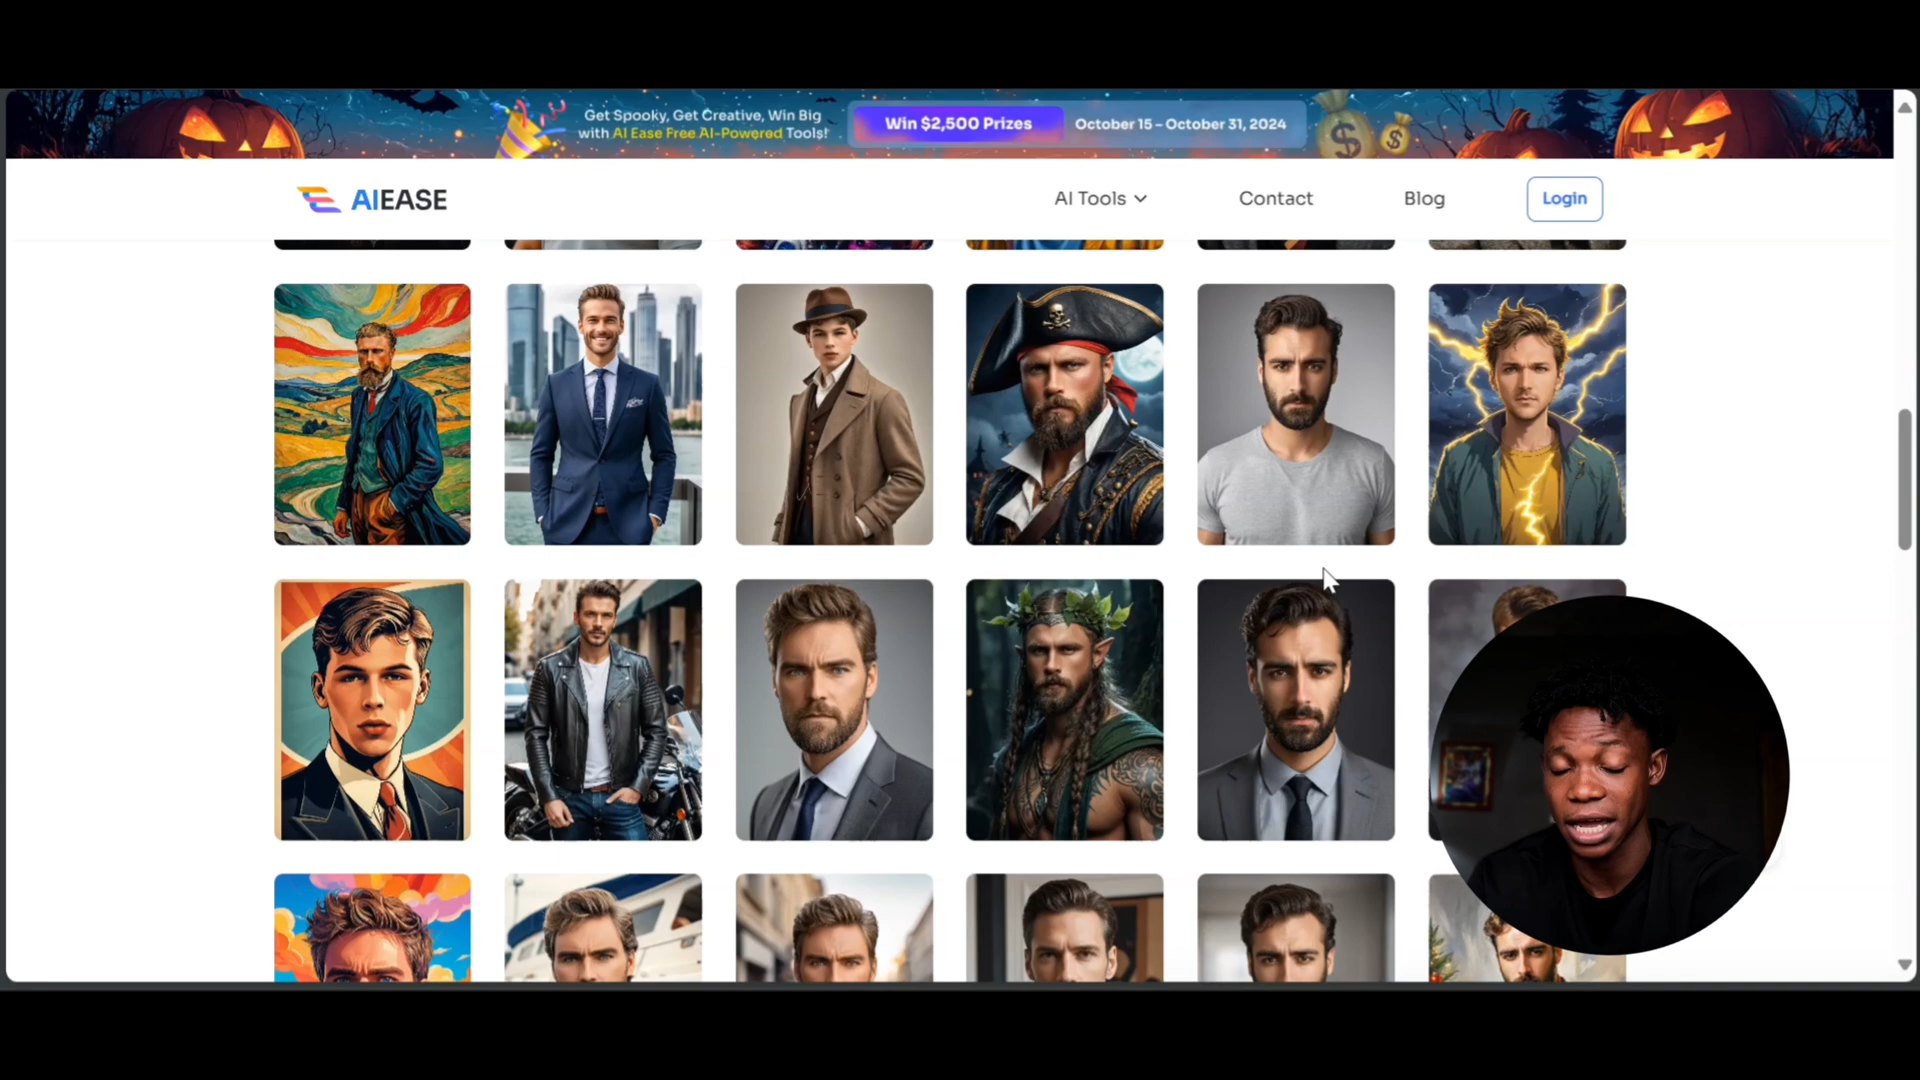 Get Spooky, Get Creative, Win Big
with AI Ease Free AI-Powered Tools!
Win $2,500 Prizes
October 15 – October 31, 2024
AIEASE
AI Tools
Contact
Blog
Login